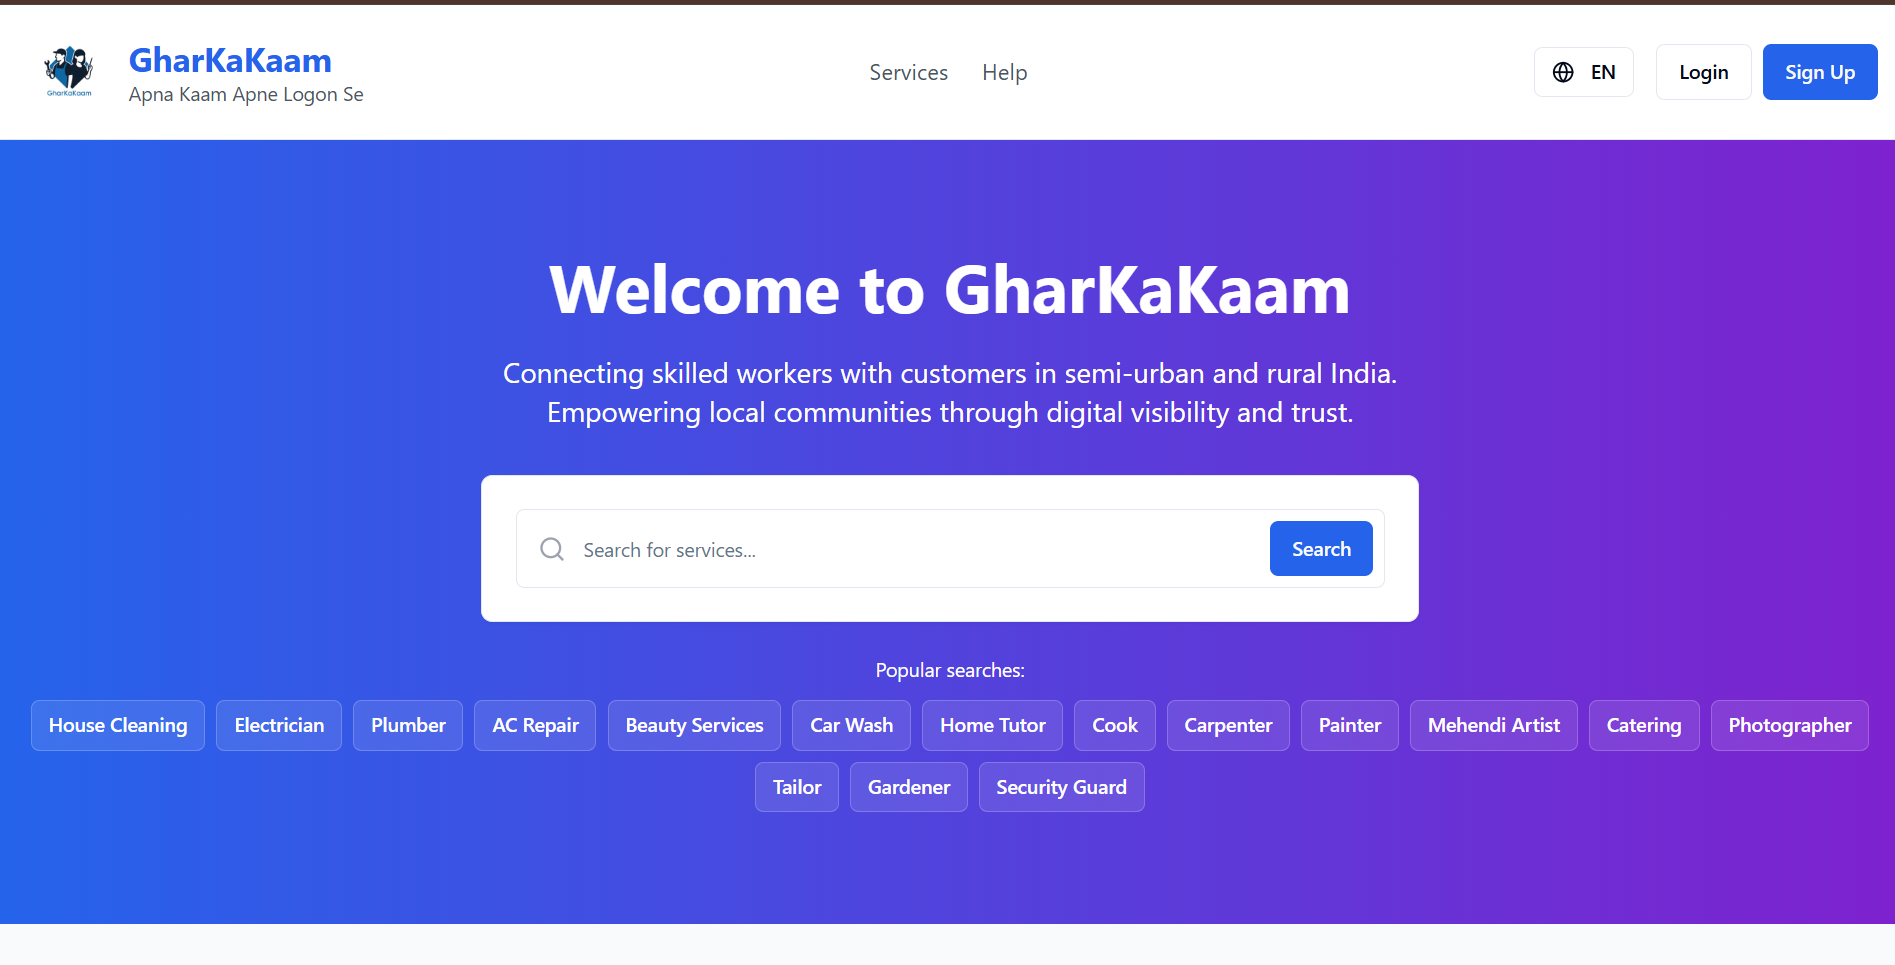 GharKaKaam
GharKaKaam
Apna Kaam Apne Logon Se
Services Help
EN Login Sign Up
Welcome to GharKaKaam
Connecting skilled workers with customers in semi-urban and rural India.
Empowering local communities through digital visibility and trust.
Search for services... Search
Popular searches:
House Cleaning Electrician Plumber AC Repair Beauty Services Car Wash Home Tutor Cook Carpenter Painter Mehendi Artist Catering Photographer
Tailor Gardener Security Guard